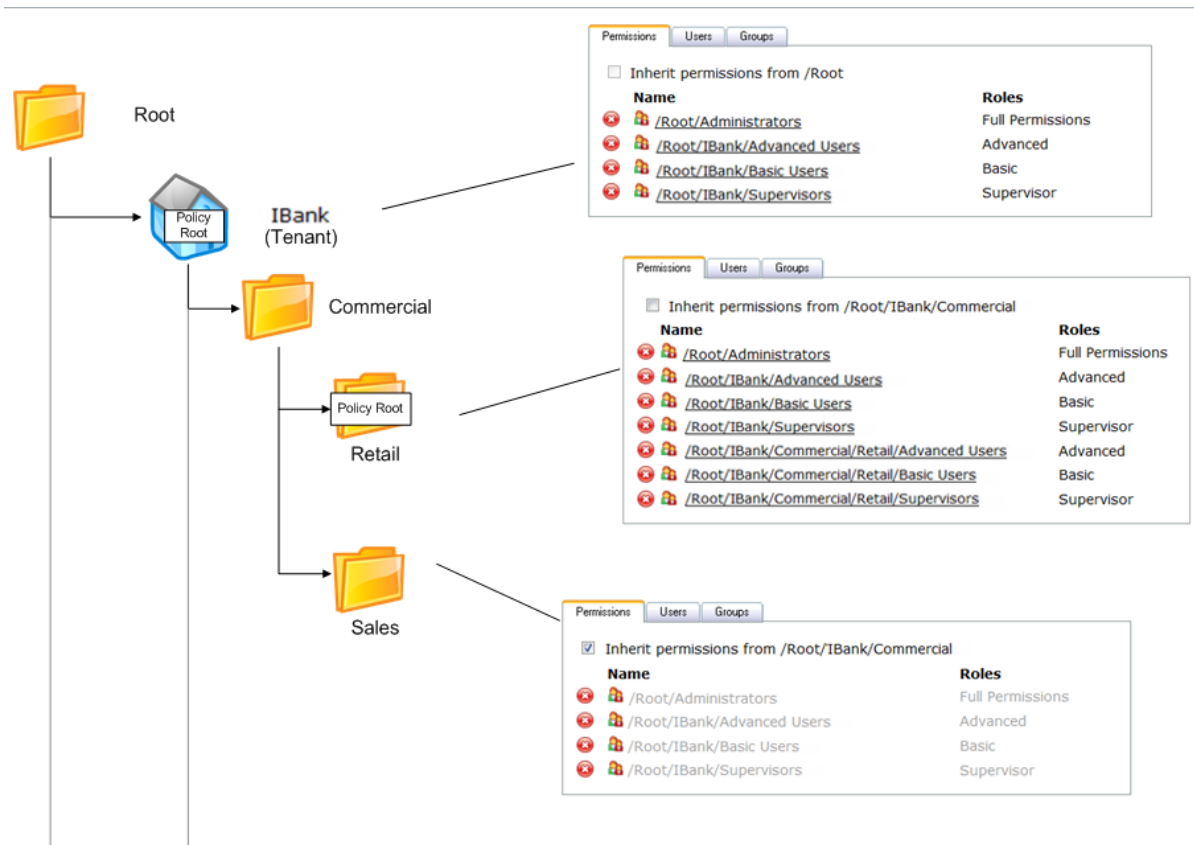 Root
Policy
Root
IBank
(Tenant)
Commercial
Policy Root
Retail
Sales
Permissions Users Groups
Inherit permissions from /Root
Name Roles
/Root/Administrators Full Permissions
/Root/IBank/Advanced Users Advanced
/Root/IBank/Basic Users Basic
/Root/IBank/Supervisors Supervisor
Permissions Users Groups
Inherit permissions from /Root/IBank/Commercial
Name Roles
/Root/Administrators Full Permissions
/Root/IBank/Advanced Users Advanced
/Root/IBank/Basic Users Basic
/Root/IBank/Supervisors Supervisor
/Root/IBank/Commercial/Retail/Advanced Users Advanced
/Root/IBank/Commercial/Retail/Basic Users Basic
/Root/IBank/Commercial/Retail/Supervisors Supervisor
Permissions Users Groups
Inherit permissions from /Root/IBank/Commercial
Name Roles
/Root/Administrators Full Permissions
/Root/IBank/Advanced Users Advanced
/Root/IBank/Basic Users Basic
/Root/IBank/Supervisors Supervisor